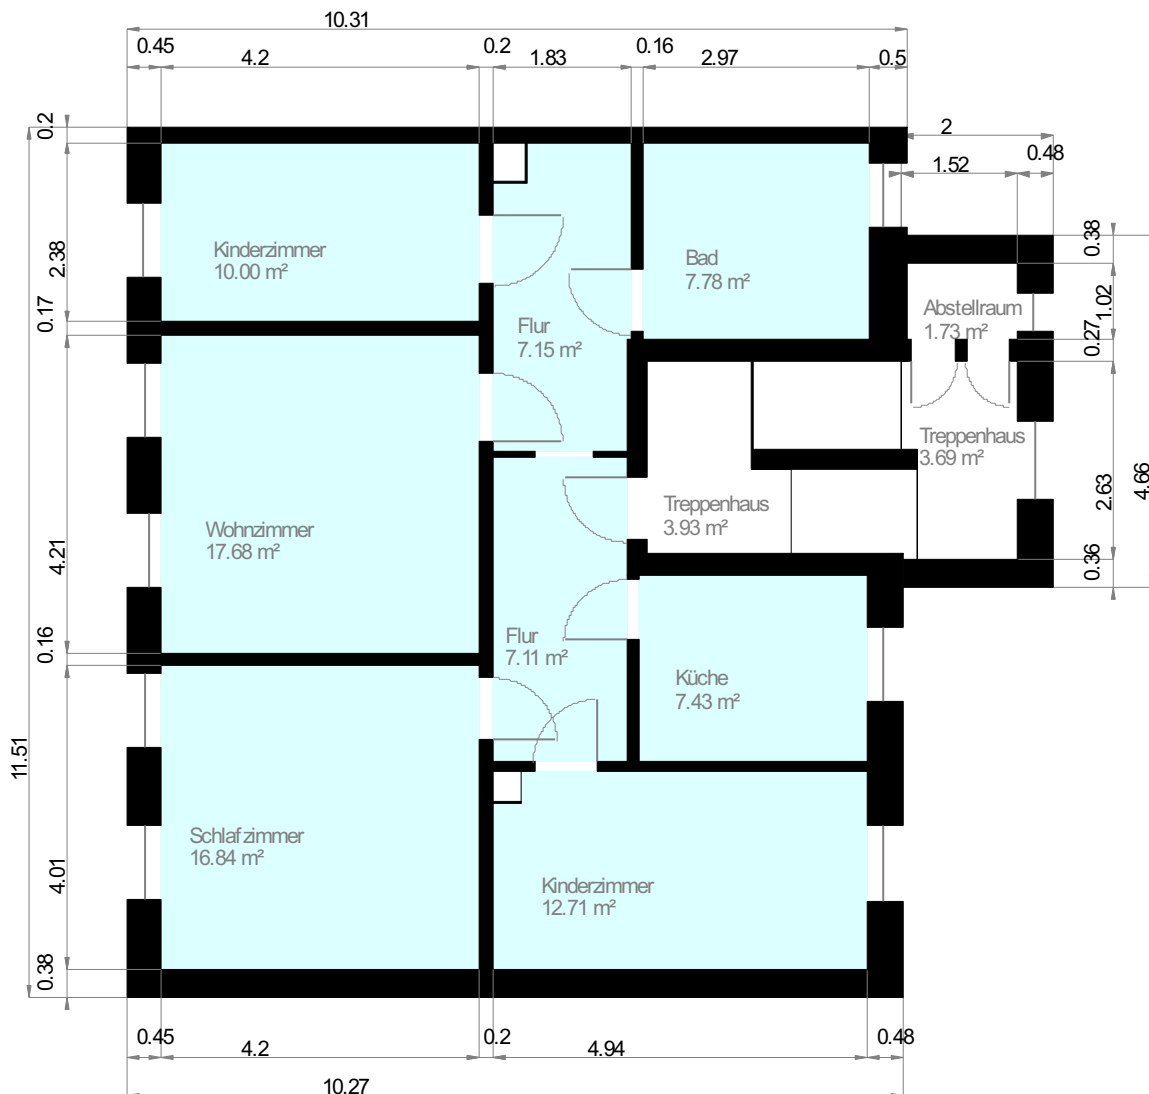 10.31
0.45
4.2
0.2
1.83
0.16
2.97
0.5
0.2
2
0.48
1.52
0.38
2.38
Kinderzimmer
10.00 m²
Bad
7.78 m²
1.02
Abstellraum
1.73 m²
0.17
Flur
7.15 m²
0.27
Treppenhaus
3.69 m²
4.66
2.63
Treppenhaus
3.93 m²
Wohnzimmer
17.68 m²
4.21
0.36
0.16
Flur
7.11 m²
Küche
7.43 m²
11.51
Schlafzimmer
16.84 m²
4.01
Kinderzimmer
12.71 m²
0.38
0.45
4.2
0.2
4.94
0.48
10.27